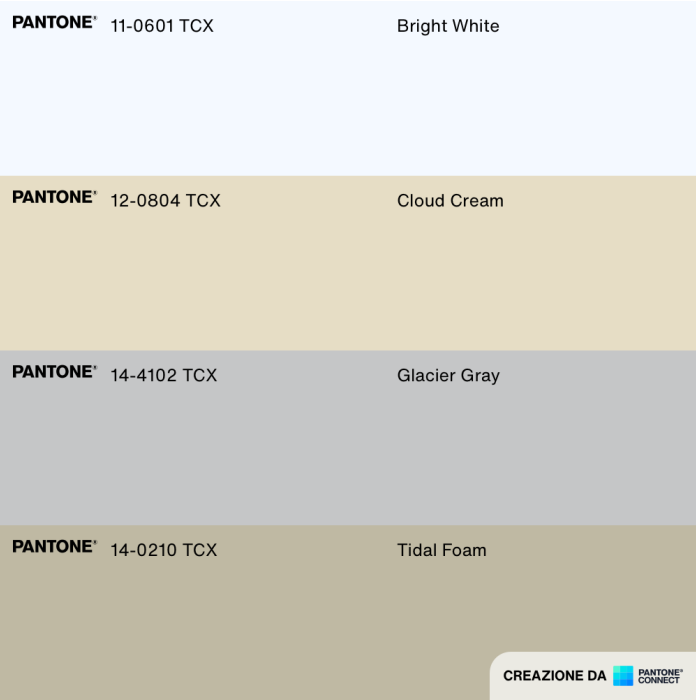 PANTONE® 11-0601 TCX Bright White
PANTONE® 12-0804 TCX Cloud Cream
PANTONE® 14-4102 TCX Glacier Gray
PANTONE® 14-0210 TCX Tidal Foam
CREAZIONE DA PANTONE®
CONNECT